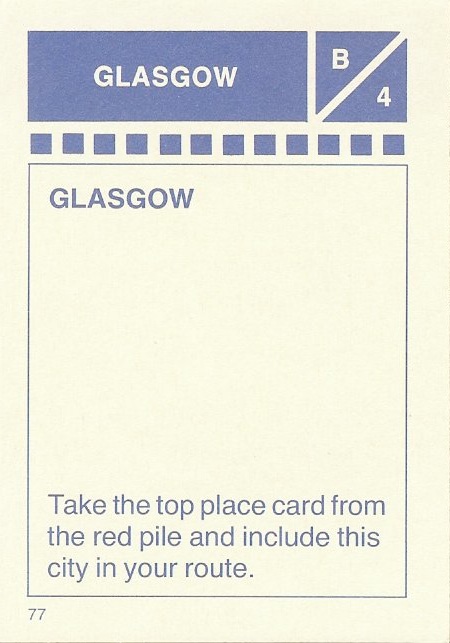 GLASGOW
B
4
GLASGOW
Take the top place card from
the red pile and include this
city in your route.
77